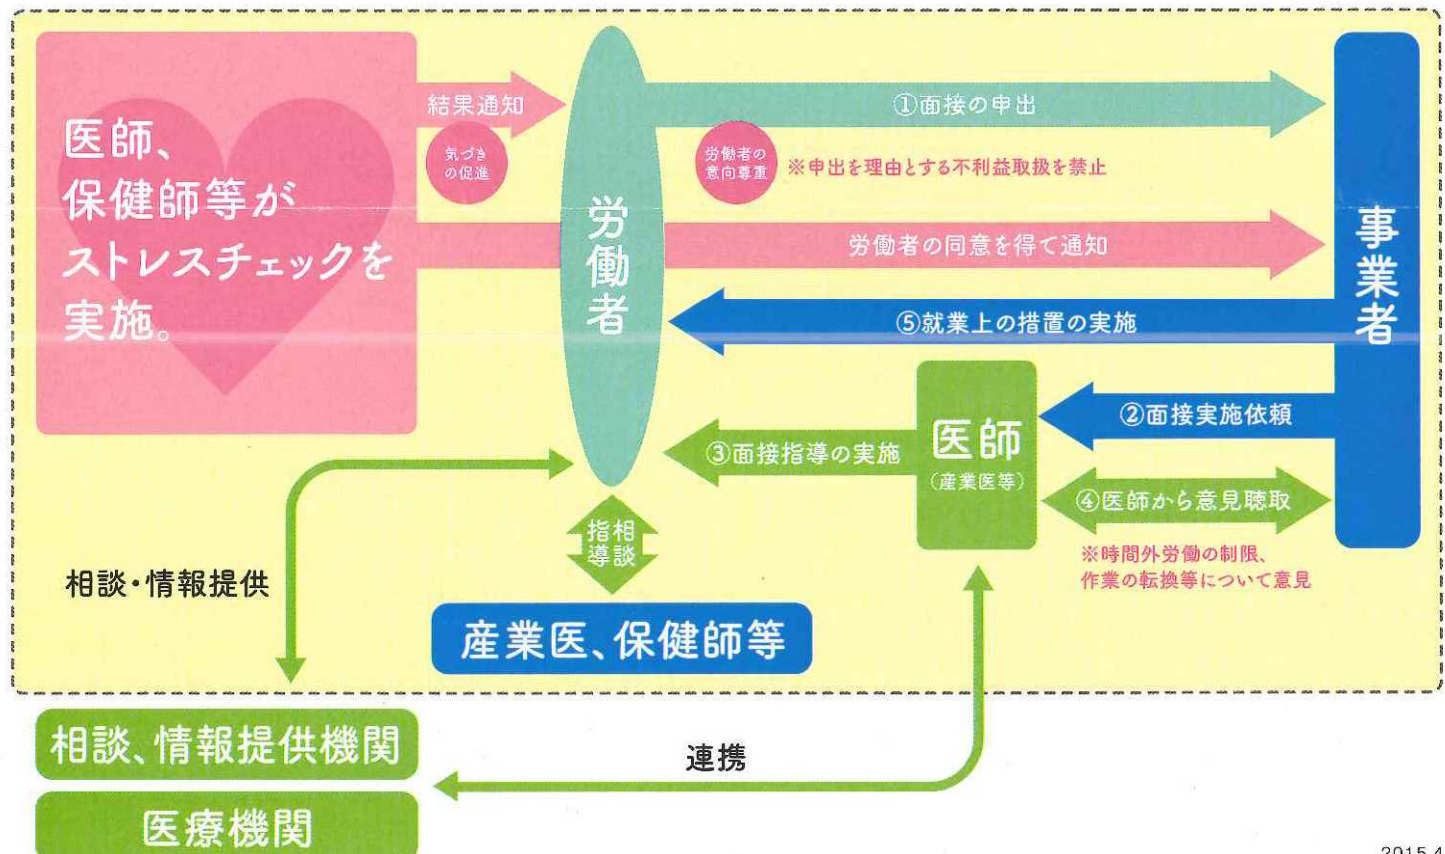 医師、
保健師等が
ストレスチェックを
実施。
結果通知
気づき
の促進
労働者
①面接の申出
労働者の
意向尊重
※申出を理由とする不利益取扱を禁止
労働者の同意を得て通知
⑤就業上の措置の実施
事業者
②面接実施依頼
医師
(産業医等)
③面接指導の実施
④医師から意見聴取
※時間外労働の制限、
作業の転換等について意見
相談
指導
産業医、保健師等
相談・情報提供
相談、情報提供機関
医療機関
連携
2015.4